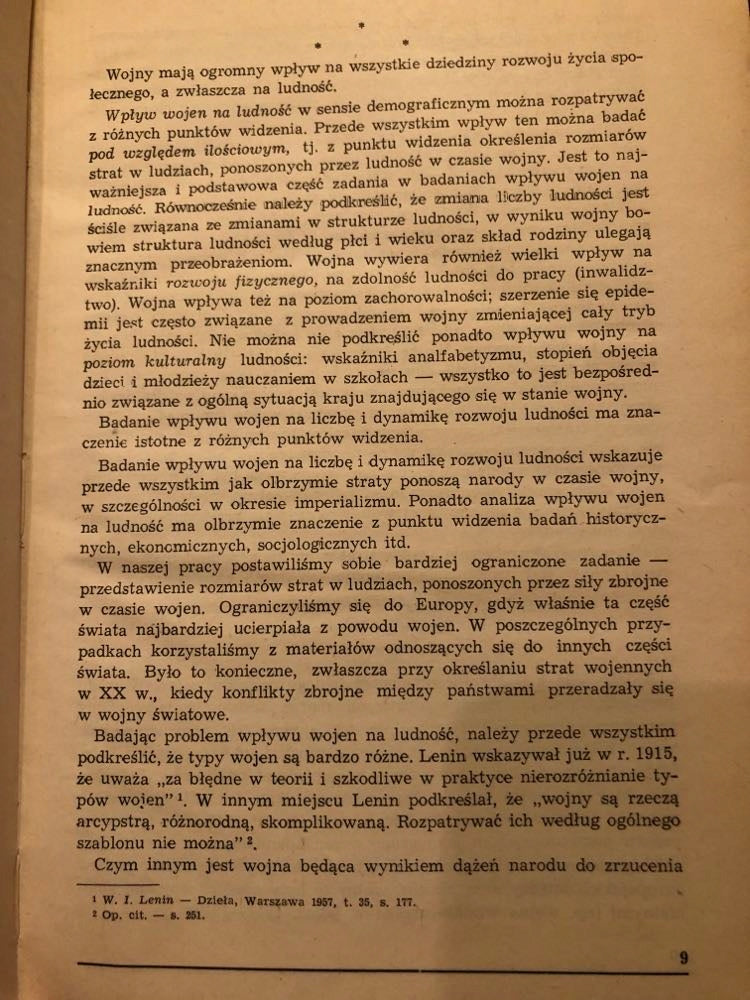 *
* *
Wojny mają ogromny wpływ na wszystkie dziedziny rozwoju życia spo-
łecznego, a zwłaszcza na ludność.
Wpływ wojen na ludność w sensie demograficznym można rozpatrywać
z różnych punktów widzenia. Przede wszystkim wpływ ten można badać
pod względem ilościowym, tj. z punktu widzenia określenia rozmiarów
strat w ludziach, ponoszonych przez ludność w czasie wojny. Jest to naj-
ważniejsza i podstawowa część zadania w badaniach wpływu wojen na
ludność. Równocześnie należy podkreślić, że zmiana liczby ludności jest
ściśle związana ze zmianami w strukturze ludności, w wyniku wojny bo-
wiem struktura ludności według płci i wieku oraz skład rodziny ulegają
znacznym przeobrażeniom. Wojna wywiera również wielki wpływ na
wskaźniki rozwoju fizycznego, na zdolność ludności do pracy (inwalidz-
two). Wojna wpływa też na poziom zachorowalności; szerzenie się epide-
mii jest często związane z prowadzeniem wojny zmieniającej cały tryb
życia ludności. Nie można nie podkreślić ponadto wpływu wojny na
poziom kulturalny ludności: wskaźniki analfabetyzmu, stopień objęcia
dzieci i młodzieży nauczaniem w szkołach — wszystko to jest bezpośred-
nio związane z ogólną sytuacją kraju znajdującego się w stanie wojny.
Badanie wpływu wojen na liczbę i dynamikę rozwoju ludności ma zna-
czenie istotne z różnych punktów widzenia.
Badanie wpływu wojen na liczbę i dynamikę rozwoju ludności wskazuje
przede wszystkim jak olbrzymie straty ponoszą narody w czasie wojny,
w szczególności w okresie imperializmu. Ponadto analiza wpływu wojen
na ludność ma olbrzymie znaczenie z punktu widzenia badań historycz-
nych, ekonomicznych, socjologicznych itd.
W naszej pracy postawiliśmy sobie bardziej ograniczone zadanie —
przedstawienie rozmiarów strat w ludziach, ponoszonych przez siły zbrojne
w czasie wojen. Ograniczyliśmy się do Europy, gdyż właśnie ta część
świata najbardziej ucierpiała z powodu wojen. W poszczególnych przy-
padkach korzystaliśmy z materiałów odnoszących się do innych części
świata. Było to konieczne, zwłaszcza przy określaniu strat wojennych
w XX w., kiedy konflikty zbrojne między państwami przeradzały się
w wojny światowe.
Badając problem wpływu wojen na ludność, należy przede wszystkim
podkreślić, że typy wojen są bardzo różne. Lenin wskazywał już w r. 1915,
że uważa „za błędne w teorii i szkodliwe w praktyce nierozróżnianie ty-
pów wojen” ¹. W innym miejscu Lenin podkreślał, że „wojny są rzeczą
arcypstrą, różnorodną, skomplikowaną. Rozpatrywać ich według ogólnego
szablonu nie można” ².
Czym innym jest wojna będąca wynikiem dążeń narodu do zrzucenia
¹ W. I. Lenin — Dzieła, Warszawa 1957, t. 35, s. 177.
² Op. cit. — s. 251.
9